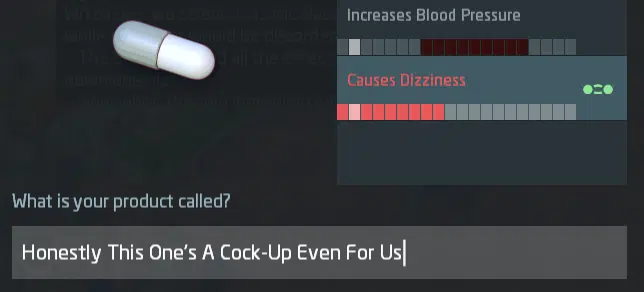 Increases Blood Pressure
Causes Dizziness
What is your product called?
Honestly This One's A Cock-Up Even For Us